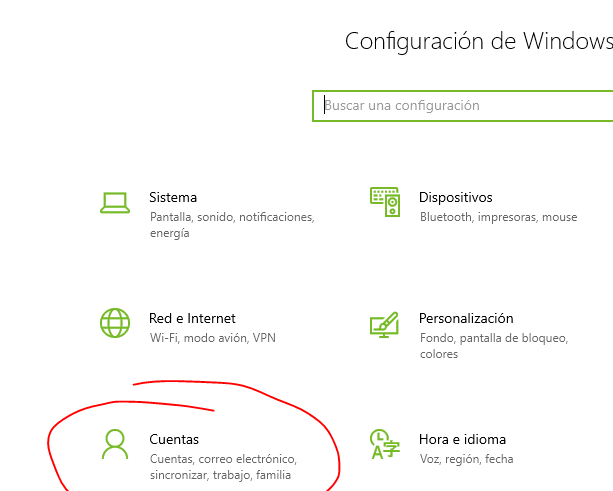 Configuración de Windows
Buscar una configuración
Sistema
Pantalla, sonido, notificaciones,
energía
Dispositivos
Bluetooth, impresoras, mouse
Red e Internet
Wi-Fi, modo avión, VPN
Personalización
Fondo, pantalla de bloqueo,
colores
Cuentas
Cuentas, correo electrónico,
sincronizar, trabajo, familia
Hora e idioma
Voz, región, fecha